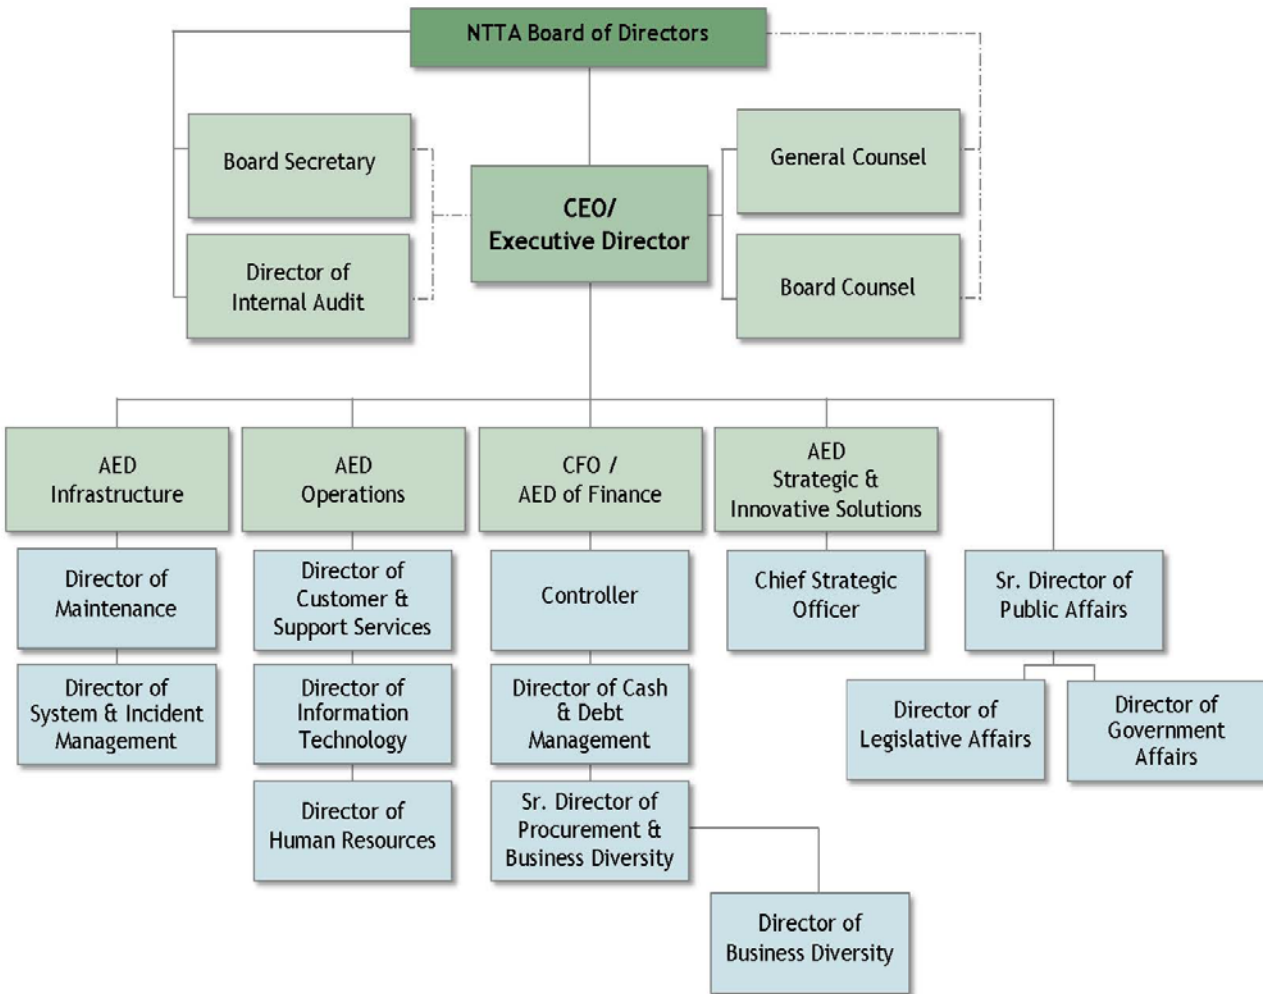 NTTA Board of Directors
Board Secretary
General Counsel
CEO/
Executive Director
Director of
Internal Audit
Board Counsel
AED
Infrastructure
AED
Operations
CFO /
AED of Finance
AED
Strategic &
Innovative Solutions
Director of
Maintenance
Director of
Customer &
Support Services
Controller
Chief Strategic
Officer
Sr. Director of
Public Affairs
Director of
System & Incident
Management
Director of
Information
Technology
Director of Cash
& Debt
Management
Director of
Legislative Affairs
Director of
Government
Affairs
Director of
Human Resources
Sr. Director of
Procurement &
Business Diversity
Director of
Business Diversity